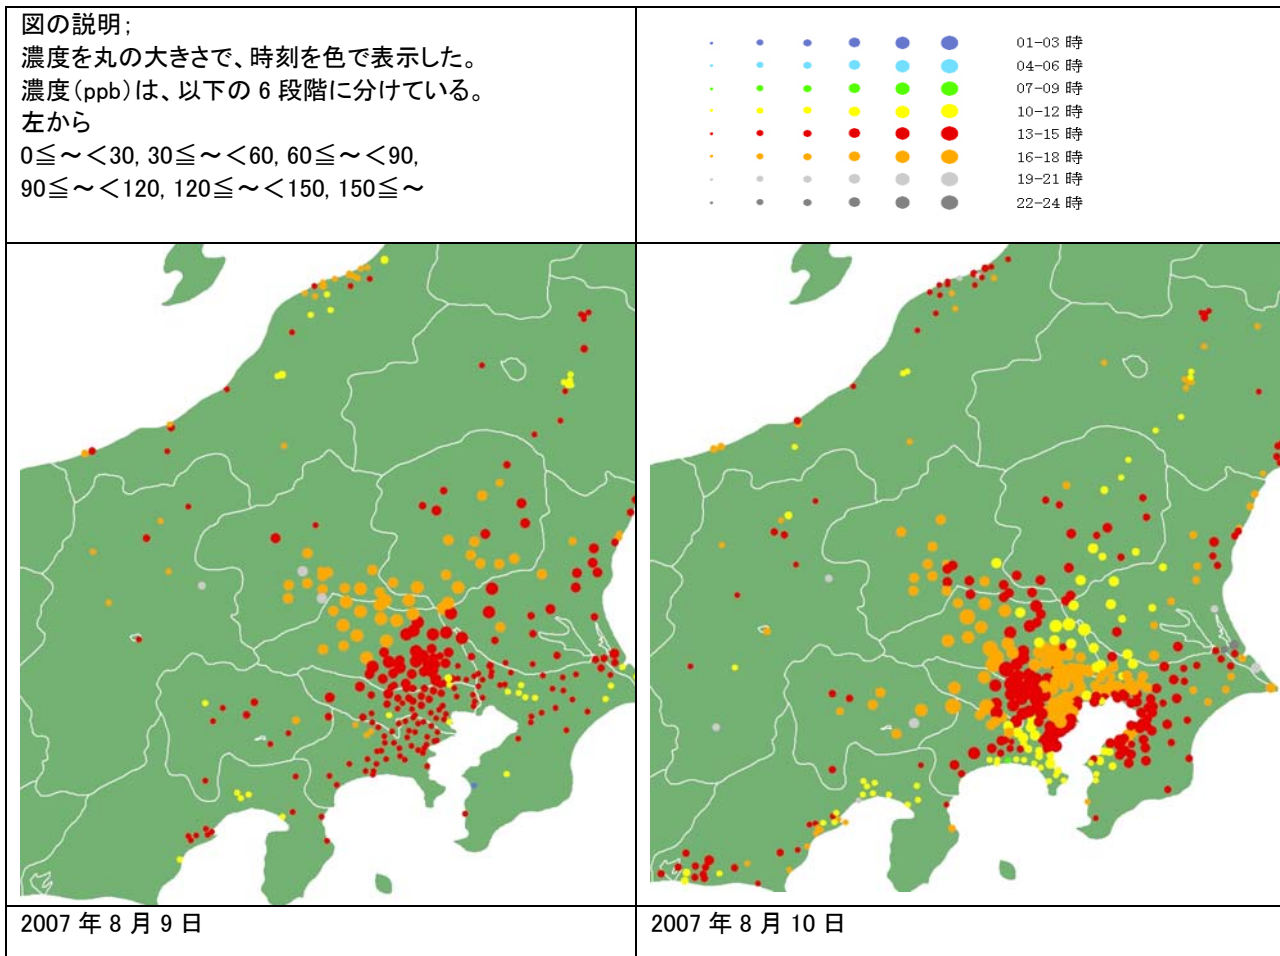 図の説明;
濃度を丸の大きさで、時刻を色で表示した。
濃度(ppb)は、以下の 6 段階に分けている。
左から
0≦～<30, 30≦～<60, 60≦～<90,
90≦～<120, 120≦～<150, 150≦～
01-03 時
04-06 時
07-09 時
10-12 時
13-15 時
16-18 時
19-21 時
22-24 時
2007 年 8 月 9 日
2007 年 8 月 10 日